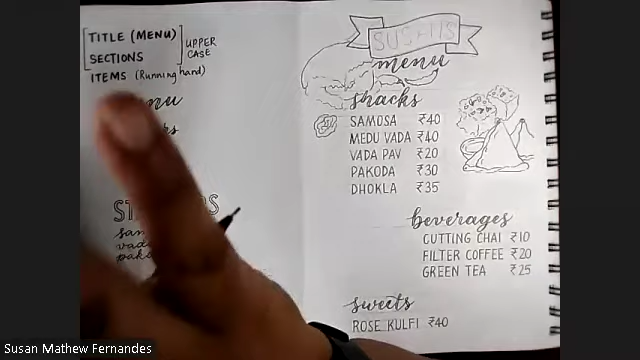 TITLE (MENU)
SECTIONS
UPPER
CASE
ITEMS (Running hand)
SUSAN'S
menu
snacks
SAMOSA ₹40
MEDU VADA ₹40
VADA PAV ₹20
PAKODA ₹30
DHOKLA ₹35
beverages
CUTTING CHAI ₹10
FILTER COFFEE ₹20
GREEN TEA ₹25
sweets
ROSE KULFI ₹40
Susan Mathew Fernandes